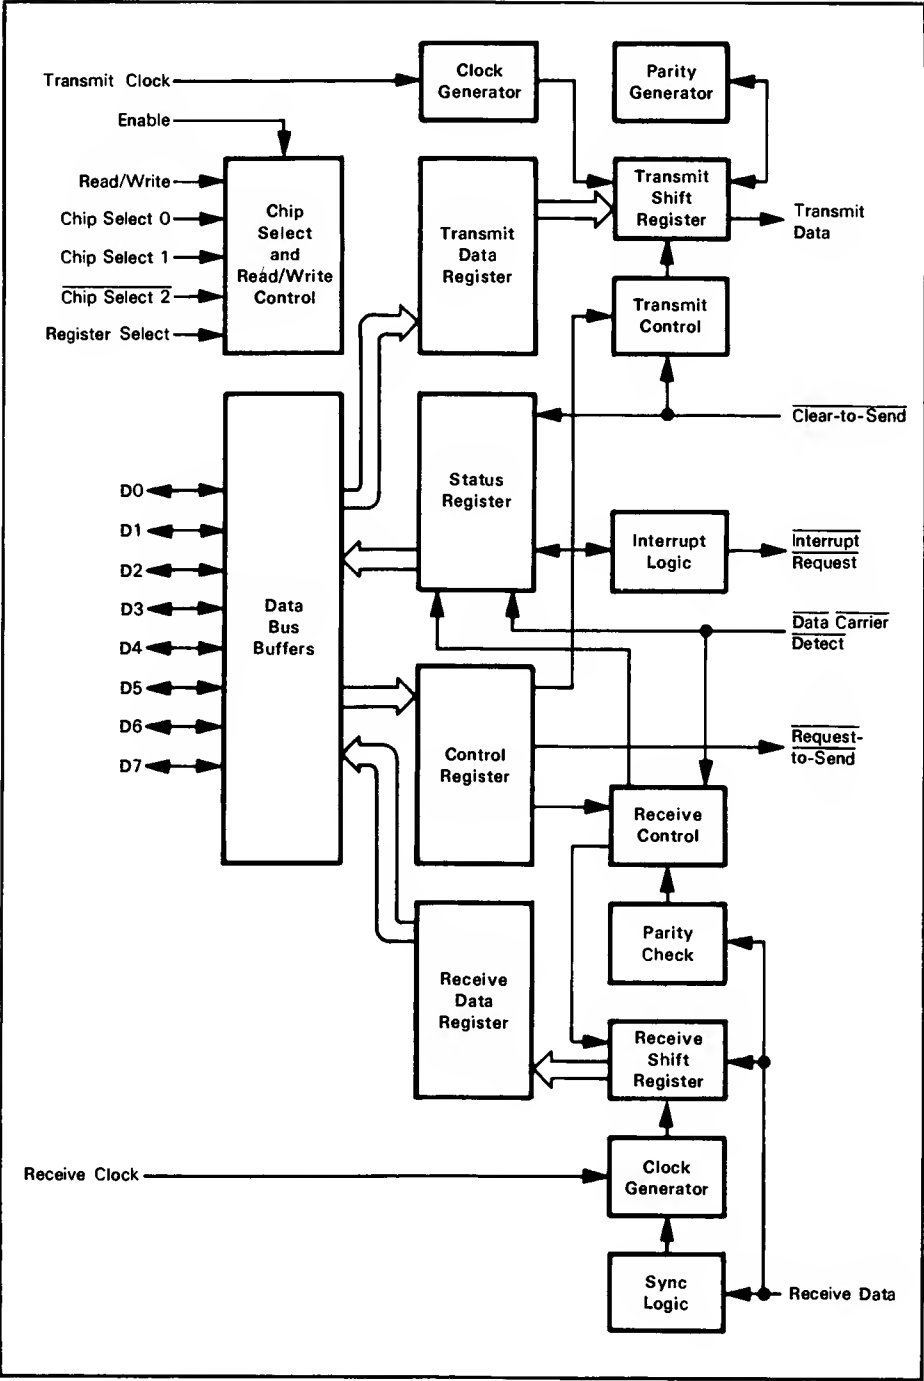 Transmit Clock
Enable
Read/Write
Chip Select 0
Chip Select 1
Chip Select 2
Register Select
Chip
Select
and
Read/Write
Control
Clock
Generator
Parity
Generator
Transmit
Data
Register
Transmit
Shift
Register
Transmit
Data
Transmit
Control
Clear-to-Send
D0
D1
D2
D3
D4
D5
D6
D7
Data
Bus
Buffers
Status
Register
Interrupt
Logic
Interrupt
Request
Data Carrier
Detect
Control
Register
Request-
to-Send
Receive
Control
Parity
Check
Receive
Data
Register
Receive
Shift
Register
Receive Clock
Clock
Generator
Sync
Logic
Receive Data